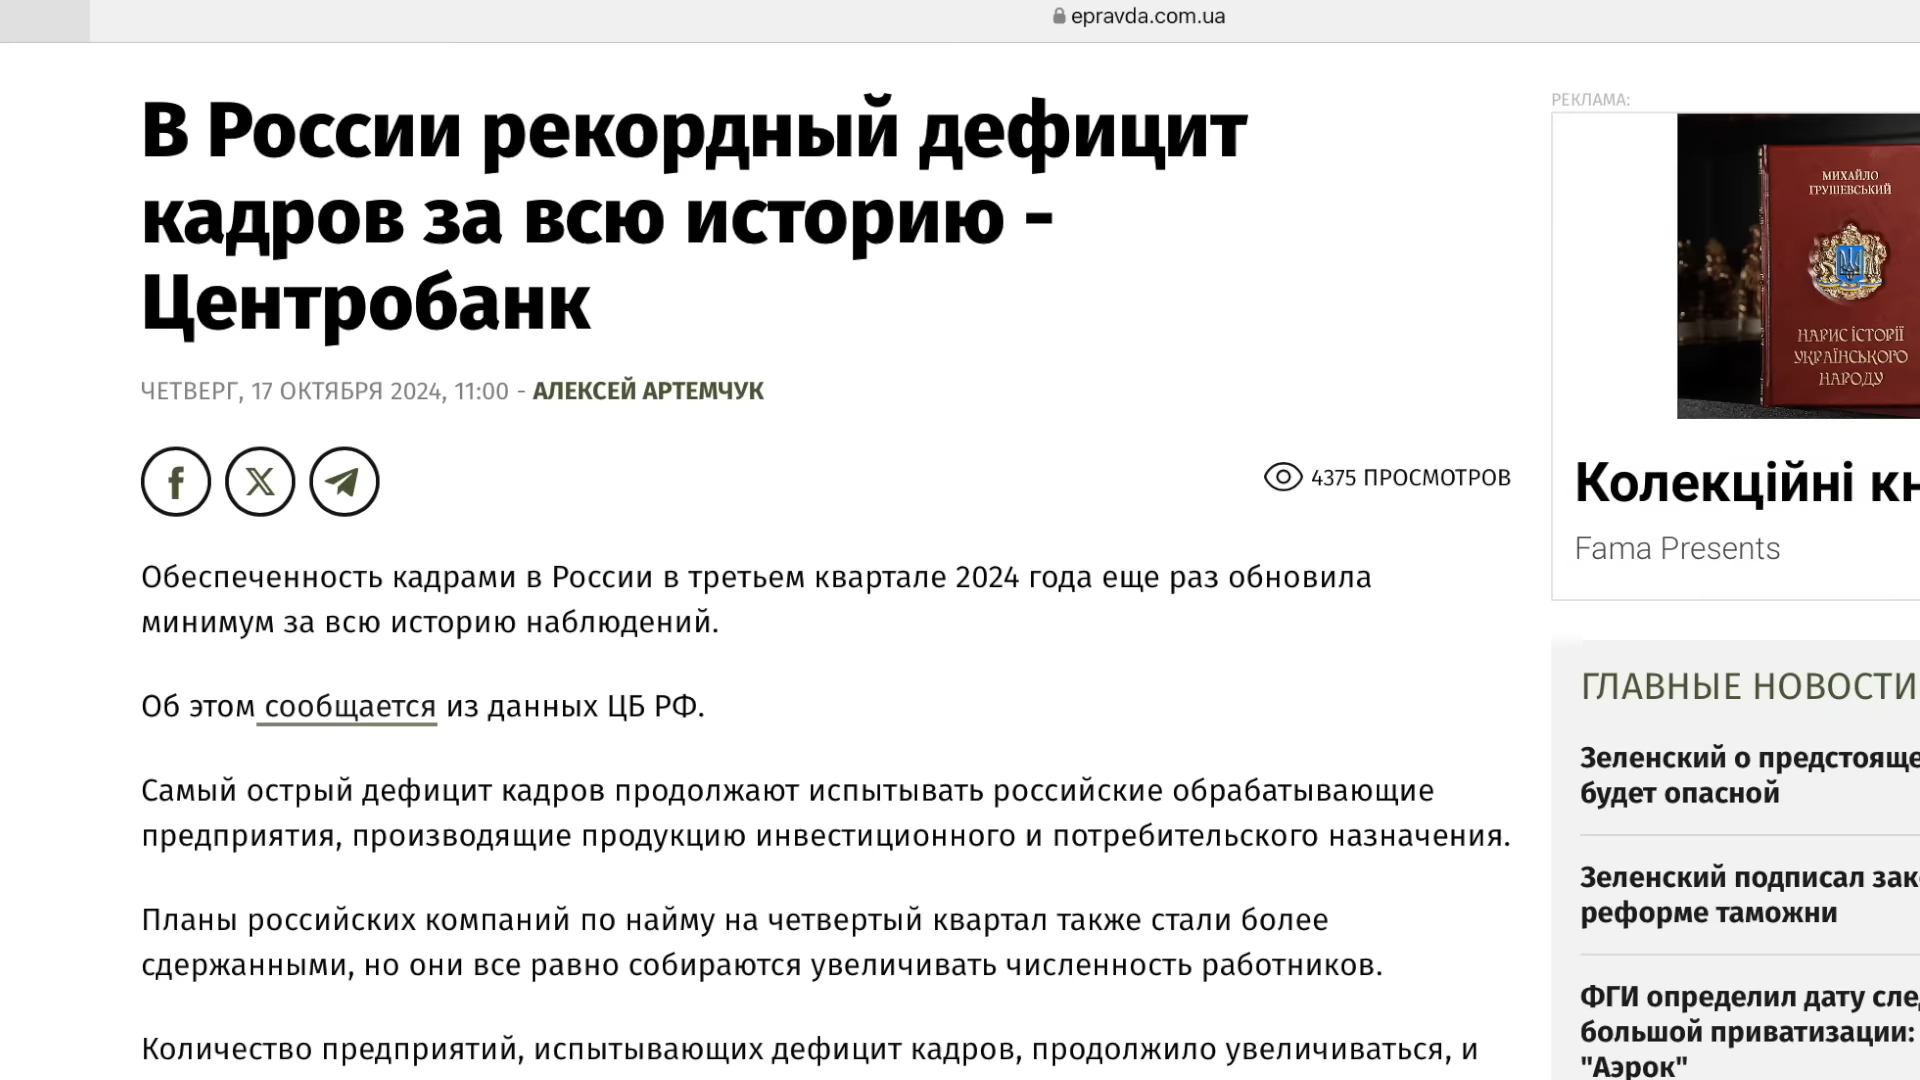 epravda.com.ua
В России рекордный дефицит
кадров за всю историю -
Центробанк
ЧЕТВЕРГ, 17 ОКТЯБРЯ 2024, 11:00 - АЛЕКСЕЙ АРТЕМЧУК
4375 ПРОСМОТРОВ
Обеспеченность кадрами в России в третьем квартале 2024 года еще раз обновила
минимум за всю историю наблюдений.
Об этом сообщается из данных ЦБ РФ.
Самый острый дефицит кадров продолжают испытывать российские обрабатывающие
предприятия, производящие продукцию инвестиционного и потребительского назначения.
Планы российских компаний по найму на четвертый квартал также стали более
сдержанными, но они все равно собираются увеличивать численность работников.
Количество предприятий, испытывающих дефицит кадров, продолжило увеличиваться, и
РЕКЛАМА:
МИХАЙЛО
ГРУШЕВСЬКИЙ
НАРИС ІСТОРІЇ
УКРАЇНСЬКОГО
НАРОДУ
Колекційні кн
Fama Presents
ГЛАВНЫЕ НОВОСТИ
Зеленский о предстояще
будет опасной
Зеленский подписал зак
реформе таможни
ФГИ определил дату сле
большой приватизации:
"Аэрок"